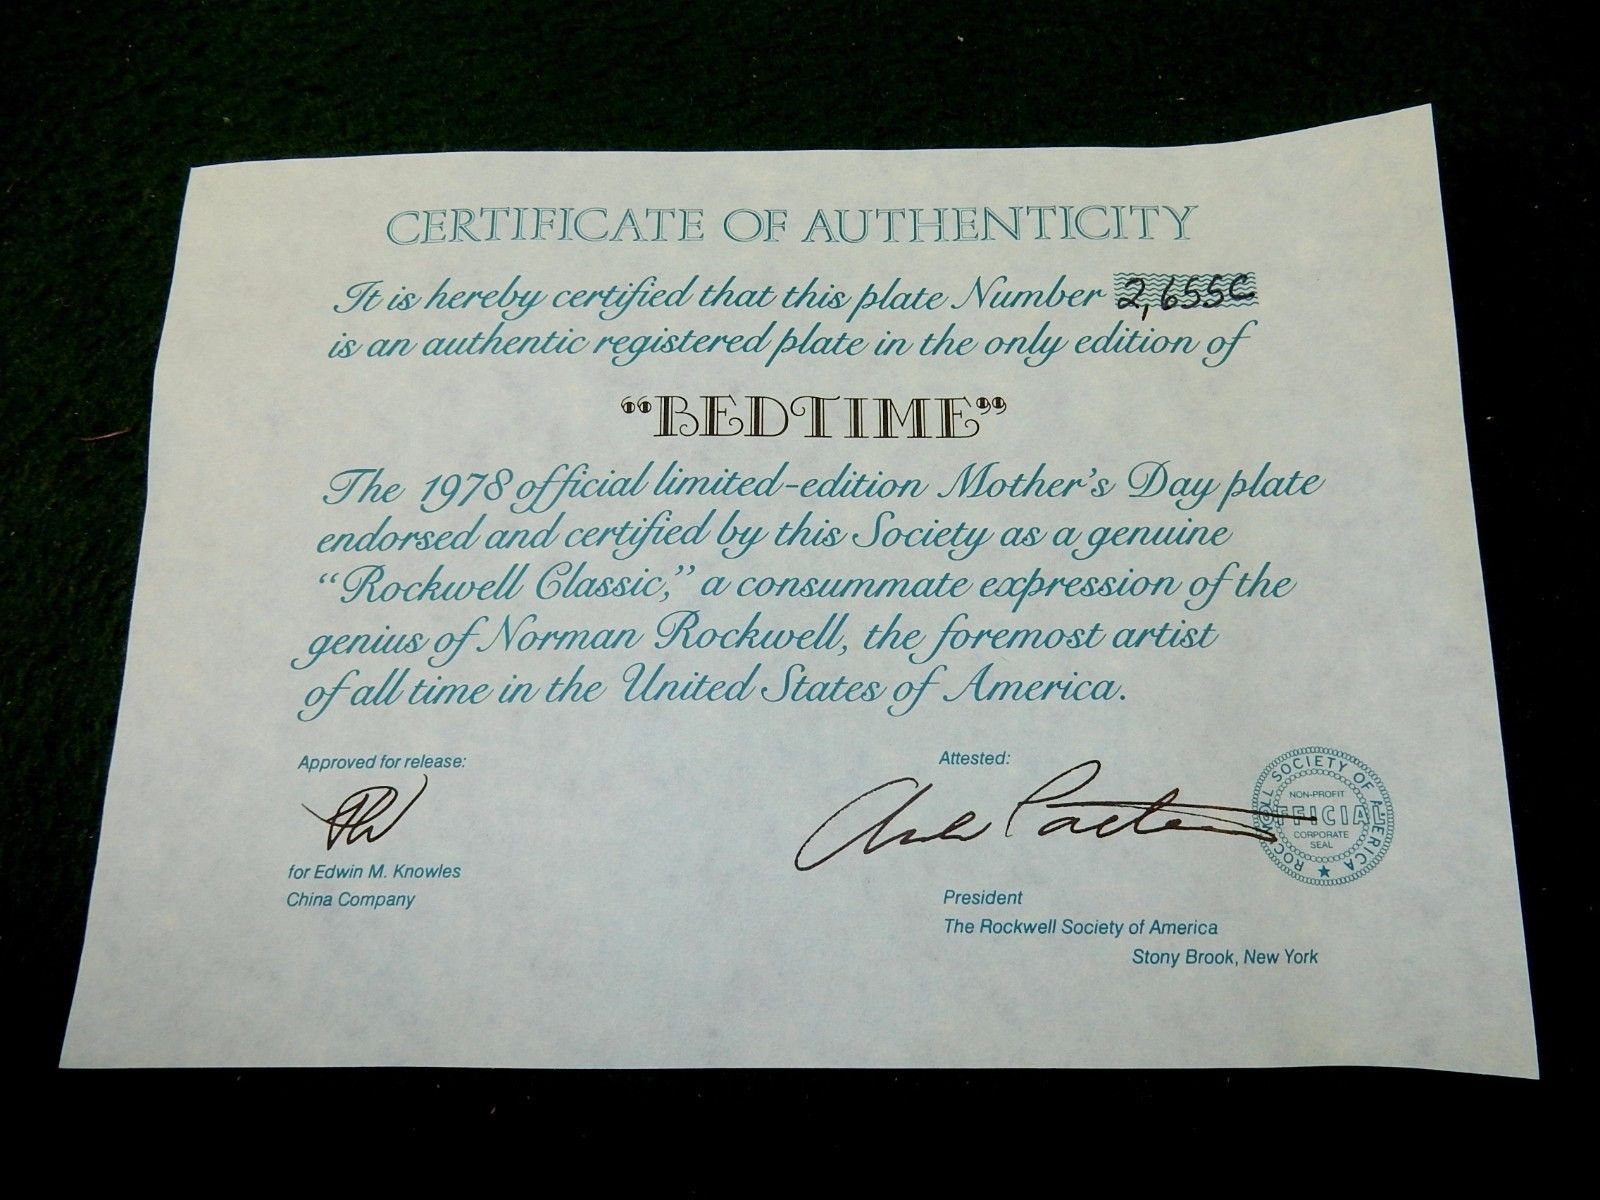 CERTIFICATE OF AUTHENTICITY
It is hereby certified that this plate Number 2,655C
is an authentic registered plate in the only edition of
“BEDTIME”
The 1978 official limited-edition Mother's Day plate
endorsed and certified by this Society as a genuine
“Rockwell Classic,” a consummate expression of the
genius of Norman Rockwell, the foremost artist
of all time in the United States of America.
Approved for release:
for Edwin M. Knowles
China Company
Attested:
President
The Rockwell Society of America
Stony Brook, New York
ROCKWELL SOCIETY OF AMERICA
NON-PROFIT
OFFICIAL
CORPORATE
SEAL